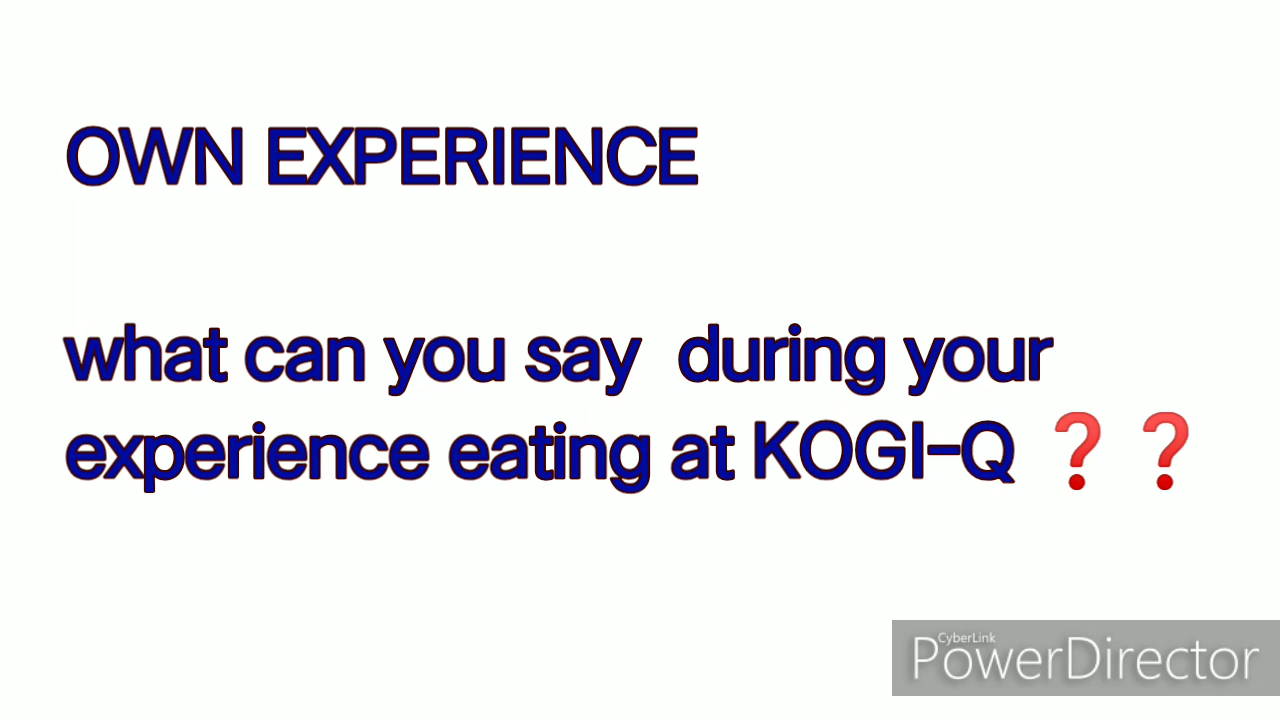 OWN EXPERIENCE
what can you say during your
experience eating at KOGI-Q ❓❓
CyberLink
PowerDirector